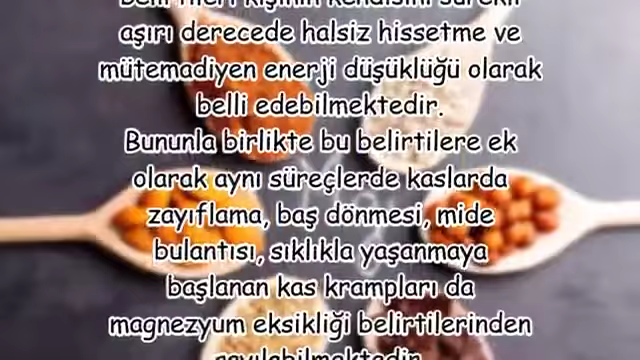 belirtileri kişinin kendisini sürekli
aşırı derecede halsiz hissetme ve
mütemadiyen enerji düşüklüğü olarak
belli edebilmektedir.
Bununla birlikte bu belirtilere ek
olarak aynı süreçlerde kaslarda
zayıflama, baş dönmesi, mide
bulantısı, sıklıkla yaşanmaya
başlanan kas krampları da
magnezyum eksikliği belirtilerinden
sayılabilmektedir.